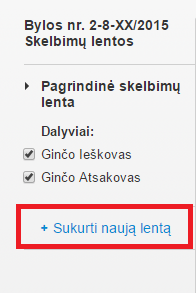 Bylos nr. 2-8-XX/2015
Skelbimų lentos
Pagrindinė skelbimų
lenta
Dalyviai:
Ginčo Ieškovas
Ginčo Atsakovas
+ Sukurti naują lentą